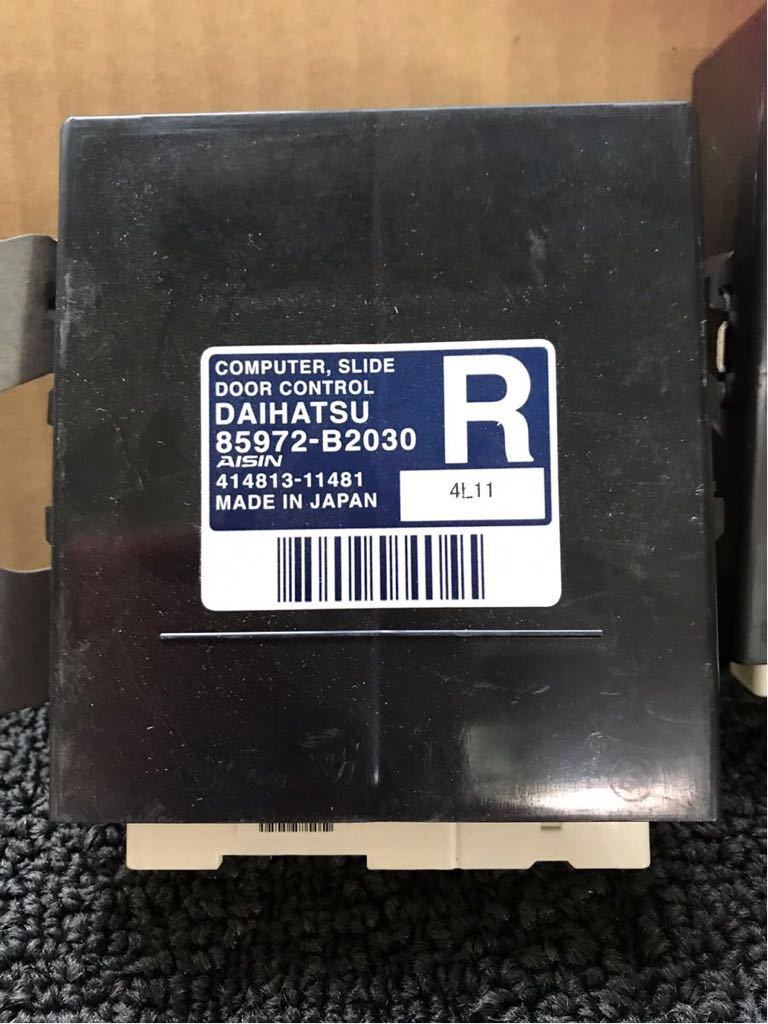 COMPUTER, SLIDE
DOOR CONTROL
DAIHATSU
85972-B2030
AISIN
414813-11481
MADE IN JAPAN
R
4L11